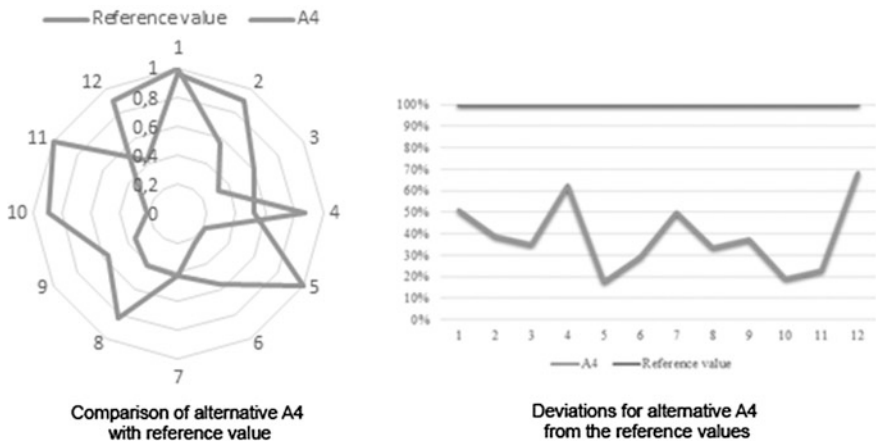 Reference value A4
1
12 2
1
0,8
11 3
0,6
0,4
0,2
10 0 4
9 5
8 6
7
Comparison of alternative A4
with reference value
100%
90%
80%
70%
60%
50%
40%
30%
20%
10%
0%
1 2 3 4 5 6 7 8 9 10 11 12
A4 Reference value
Deviations for alternative A4
from the reference values